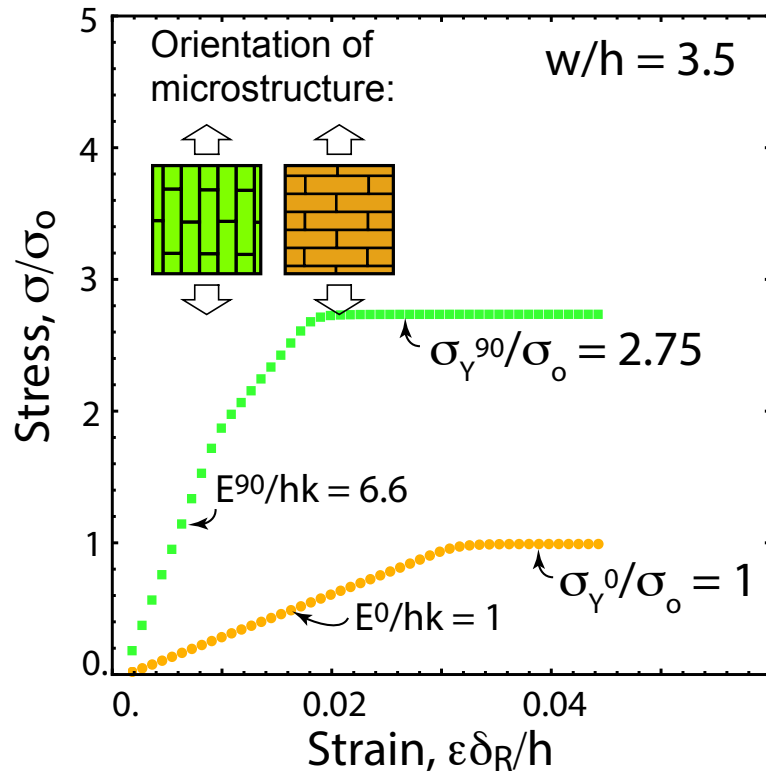 5
4
3
2
1
0.
Stress, σ/σo
Orientation of
microstructure:
w/h = 3.5
σY90/σo = 2.75
E90/hk = 6.6
σY0/σo = 1
E0/hk = 1
0.
0.02
0.04
Strain, εδR/h